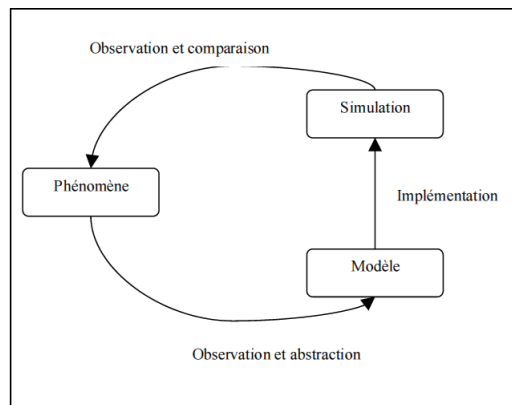 Observation et comparaison
Simulation
Phénomène
Implémentation
Modèle
Observation et abstraction